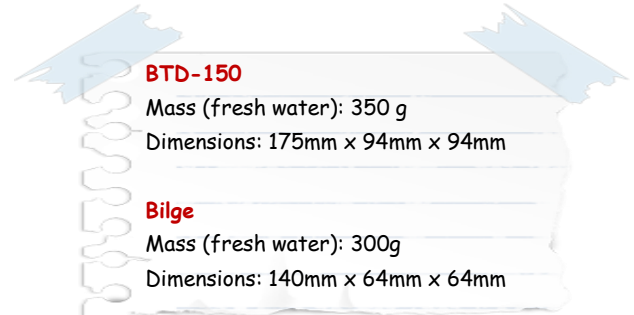 BTD-150
Mass (fresh water): 350 g
Dimensions: 175mm x 94mm x 94mm
Bilge
Mass (fresh water): 300g
Dimensions: 140mm x 64mm x 64mm